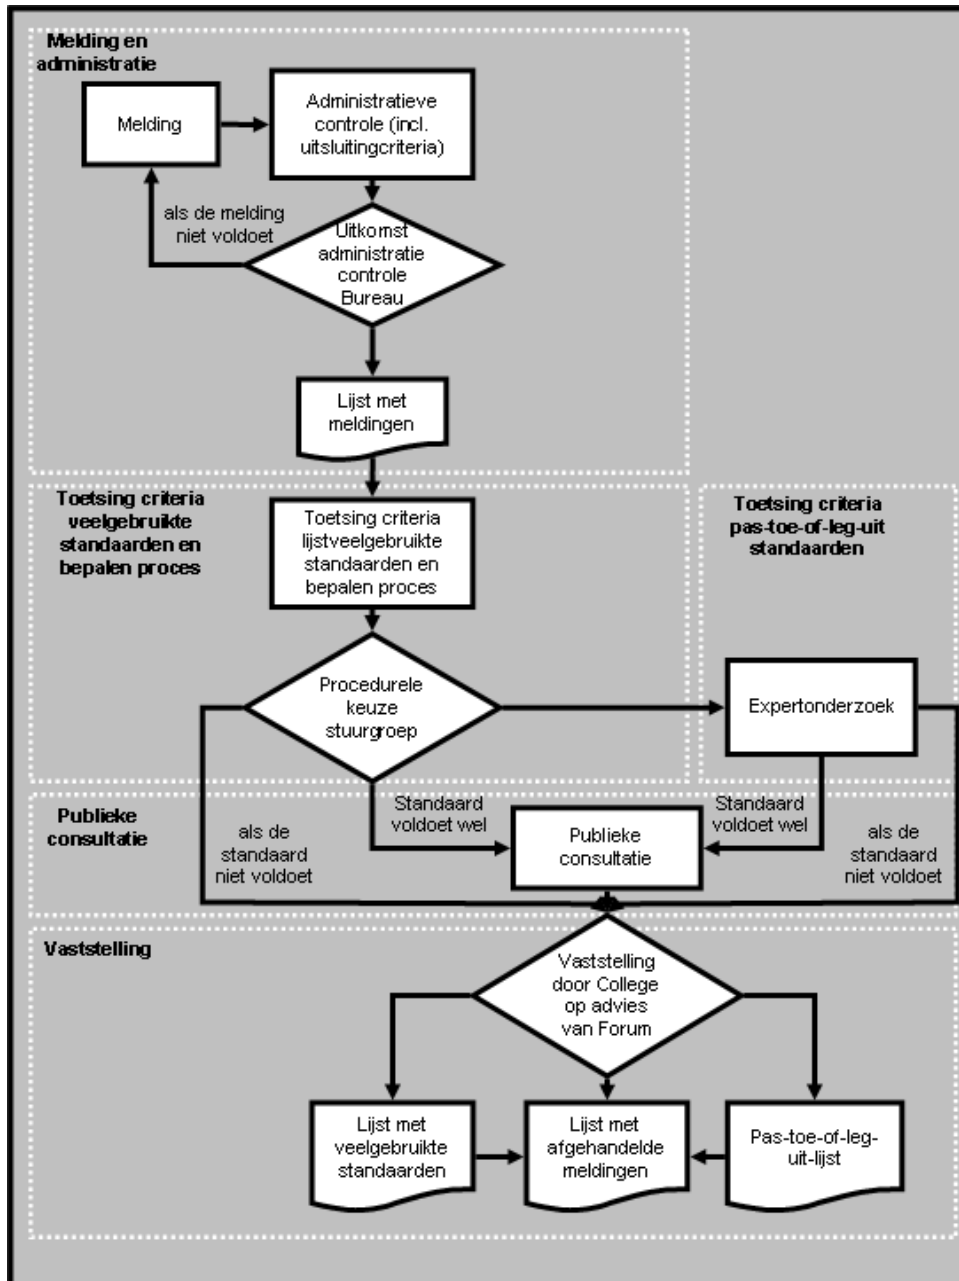 Melding en
administratie
Melding
Administratieve
controle (incl.
uitsluitingcriteria)
als de melding
niet voldoet
Uitkomst
administratie
controle
Bureau
Lijst met
meldingen
Toetsing criteria
veelgebruikte
standaarden en
bepalen proces
Toetsing criteria
lijstveelgebruikte
standaarden en
bepalen proces
Toetsing criteria
pas-toe-of-leg-uit
standaarden
Procedurele
keuze
stuurgroep
Expertonderzoek
Publieke
consultatie
als de
standaard
niet voldoet
Standaard
voldoet wel
Publieke
consultatie
Standaard
voldoet wel
als de
standaard
niet voldoet
Vaststelling
Vaststelling
door College
op advies
van Forum
Lijst met
veelgebruikte
standaarden
Lijst met
afgehandelde
meldingen
Pas-toe-of-leg-
uit-lijst